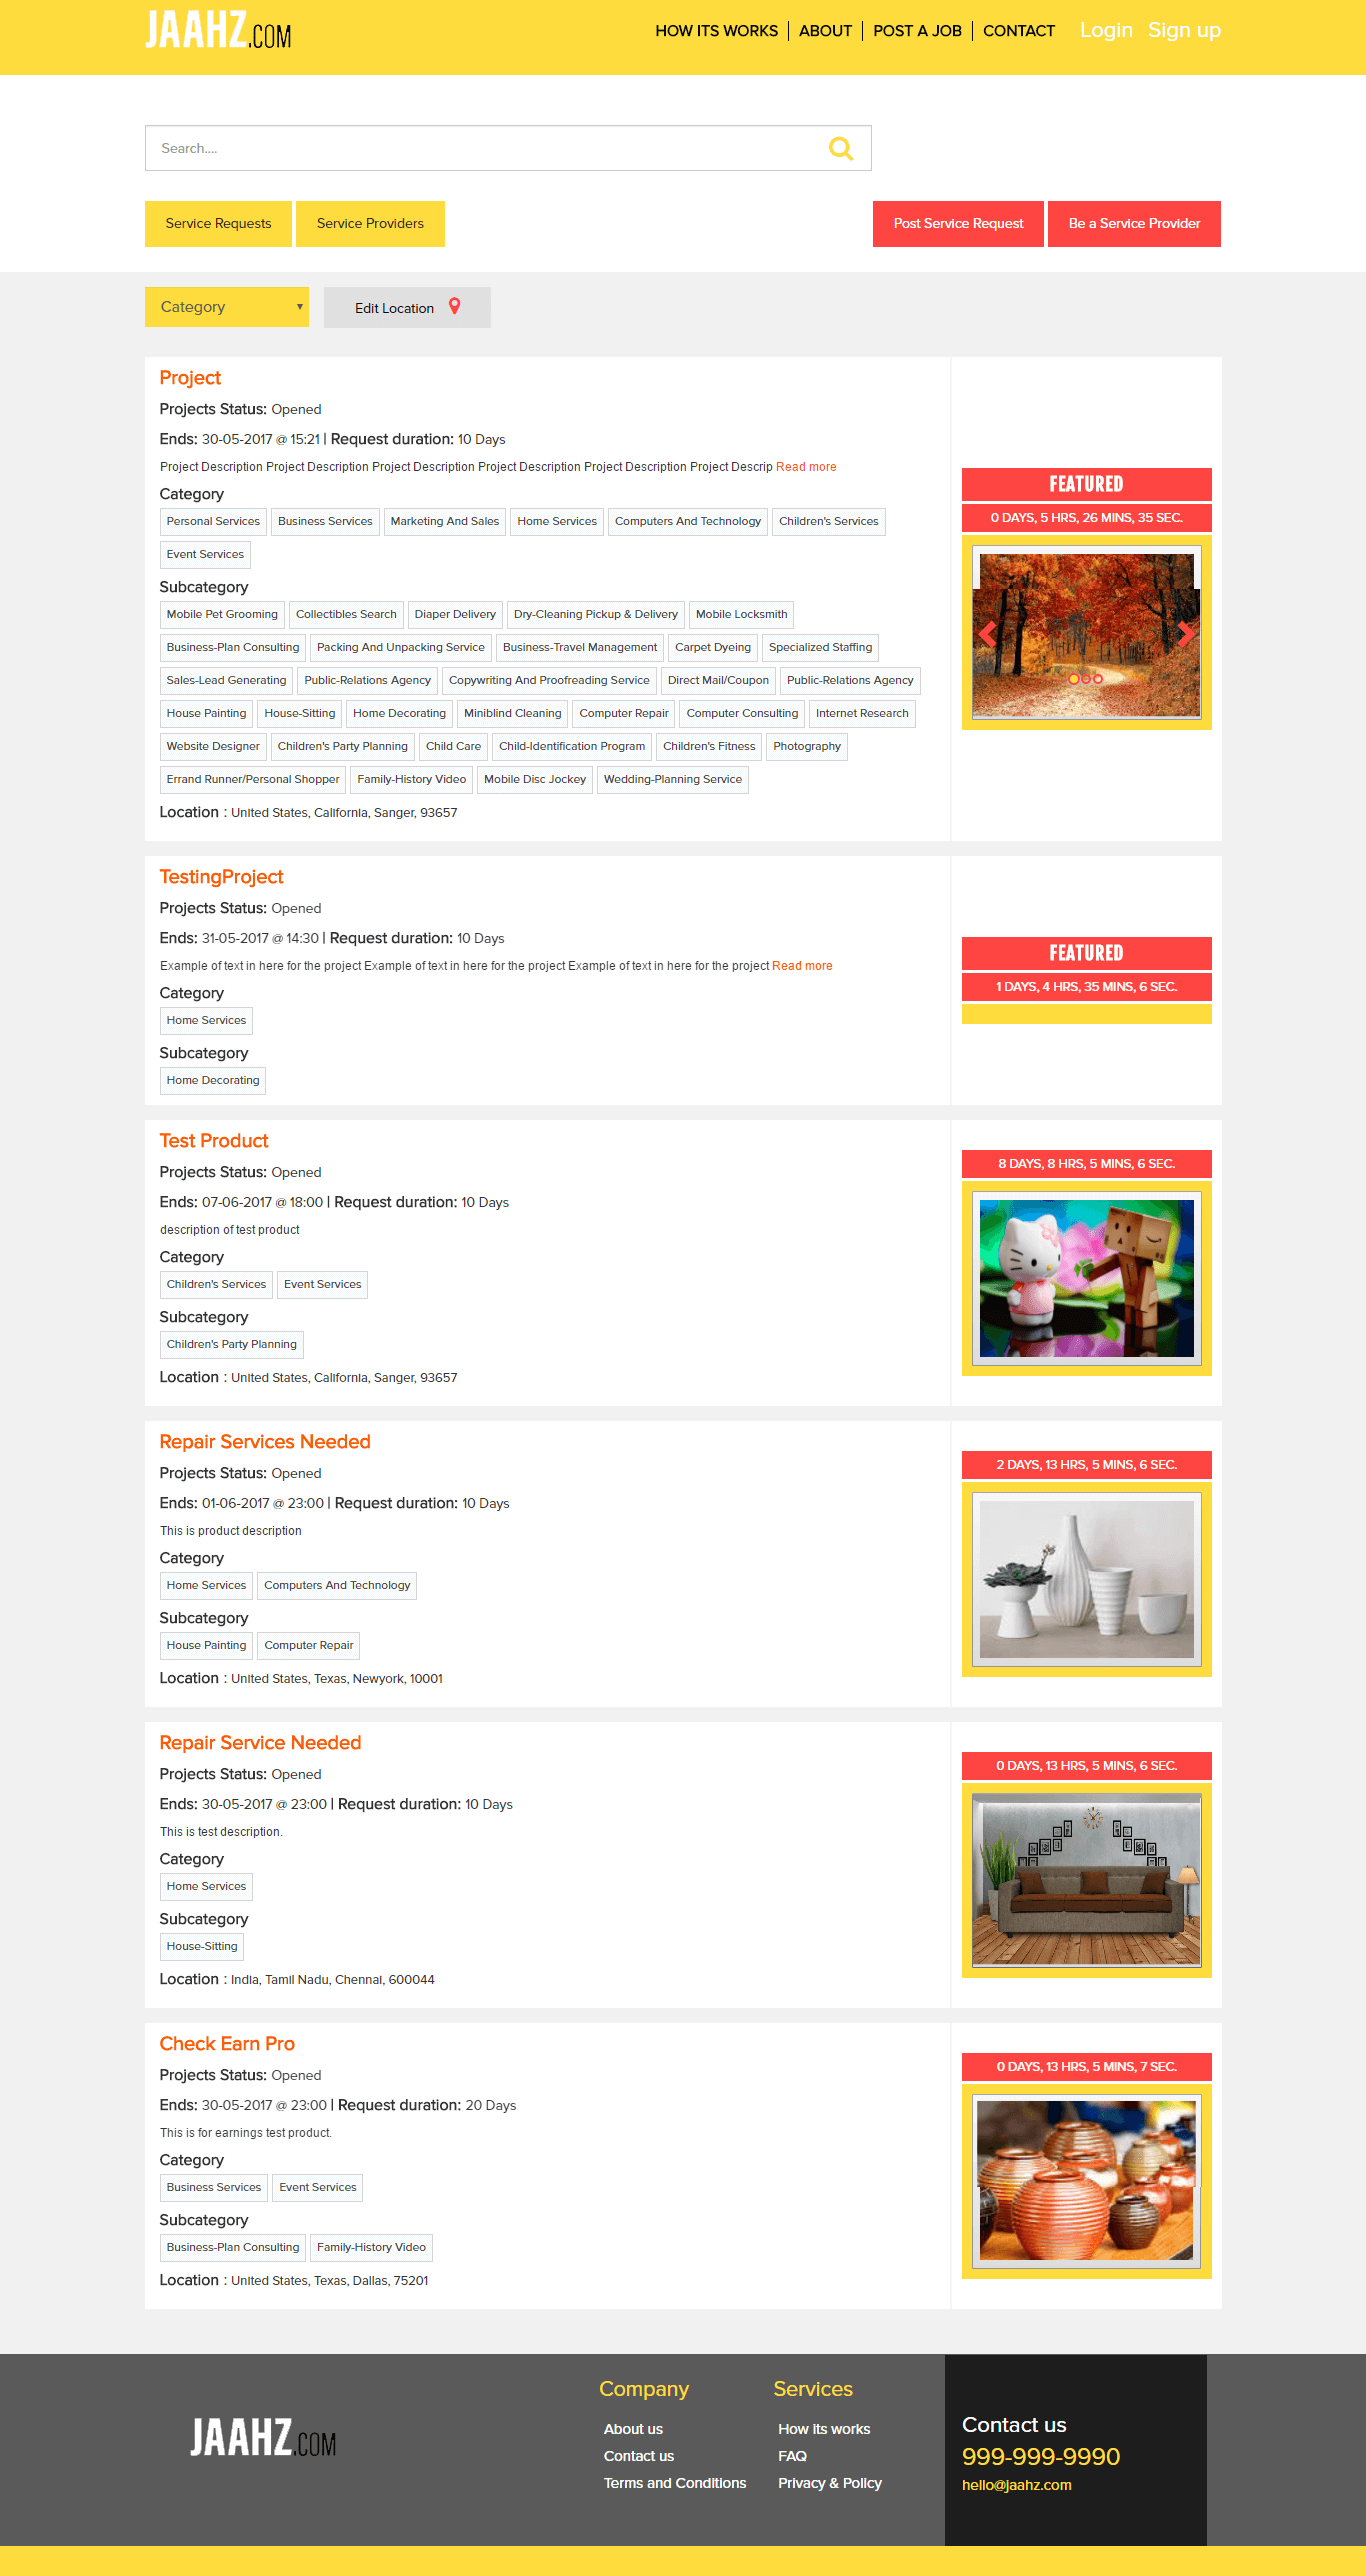 JAAHZ.COM
HOW ITS WORKS | ABOUT | POST A JOB | CONTACT Login Sign up
Search....
Service Requests Service Providers Post Service Request Be a Service Provider
Category Edit Location
Project
Projects Status: Opened
Ends: 30-05-2017 @ 15:21 | Request duration: 10 Days
Project Description Project Description Project Description Project Description Project Description Project Descrip Read more
Category
Personal Services Business Services Marketing And Sales Home Services Computers And Technology Children's Services
Event Services
Subcategory
Mobile Pet Grooming Collectibles Search Diaper Delivery Dry-Cleaning Pickup & Delivery Mobile Locksmith
Business-Plan Consulting Packing And Unpacking Service Business-Travel Management Carpet Dyeing Specialized Staffing
Sales-Lead Generating Public-Relations Agency Copywriting And Proofreading Service Direct Mail/Coupon Public-Relations Agency
House Painting House-Sitting Home Decorating Miniblind Cleaning Computer Repair Computer Consulting Internet Research
Website Designer Children's Party Planning Child Care Child-Identification Program Children's Fitness Photography
Errand Runner/Personal Shopper Family-History Video Mobile Disc Jockey Wedding-Planning Service
Location : United States, California, Sanger, 93657
FEATURED
0 DAYS, 5 HRS, 26 MINS, 35 SEC.
TestingProject
Projects Status: Opened
Ends: 31-05-2017 @ 14:30 | Request duration: 10 Days
Example of text in here for the project Example of text in here for the project Example of text in here for the project Read more
Category
Home Services
Subcategory
Home Decorating
FEATURED
1 DAYS, 4 HRS, 35 MINS, 6 SEC.
Test Product
Projects Status: Opened
Ends: 07-06-2017 @ 18:00 | Request duration: 10 Days
description of test product
Category
Children's Services Event Services
Subcategory
Children's Party Planning
Location : United States, California, Sanger, 93657
8 DAYS, 8 HRS, 5 MINS, 6 SEC.
Repair Services Needed
Projects Status: Opened
Ends: 01-06-2017 @ 23:00 | Request duration: 10 Days
This is product description
Category
Home Services Computers And Technology
Subcategory
House Painting Computer Repair
Location : United States, Texas, Newyork, 10001
2 DAYS, 13 HRS, 5 MINS, 6 SEC.
Repair Service Needed
Projects Status: Opened
Ends: 30-05-2017 @ 23:00 | Request duration: 10 Days
This is test description.
Category
Home Services
Subcategory
House-Sitting
Location : India, Tamil Nadu, Chennai, 600044
0 DAYS, 13 HRS, 5 MINS, 6 SEC.
Check Earn Pro
Projects Status: Opened
Ends: 30-05-2017 @ 23:00 | Request duration: 20 Days
This is for earnings test product.
Category
Business Services Event Services
Subcategory
Business-Plan Consulting Family-History Video
Location : United States, Texas, Dallas, 75201
0 DAYS, 13 HRS, 5 MINS, 7 SEC.
JAAHZ.COM
Company
About us
Contact us
Terms and Conditions
Services
How its works
FAQ
Privacy & Policy
Contact us
999-999-9990
hello@jaahz.com